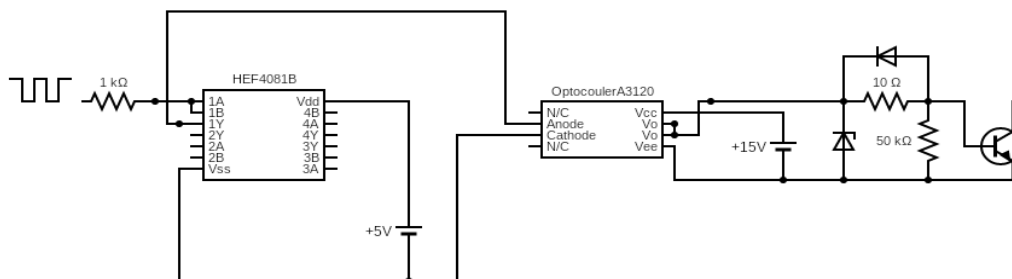 HEF4081B
1 kΩ
1A
1B
1Y
2Y
2A
2B
Vss
Vdd
4B
4A
4Y
3Y
3B
3A
+5V
OptocoulerA3120
N/C
Anode
Cathode
N/C
Vcc
Vo
Vo
Vee
+15V
10 Ω
50 kΩ